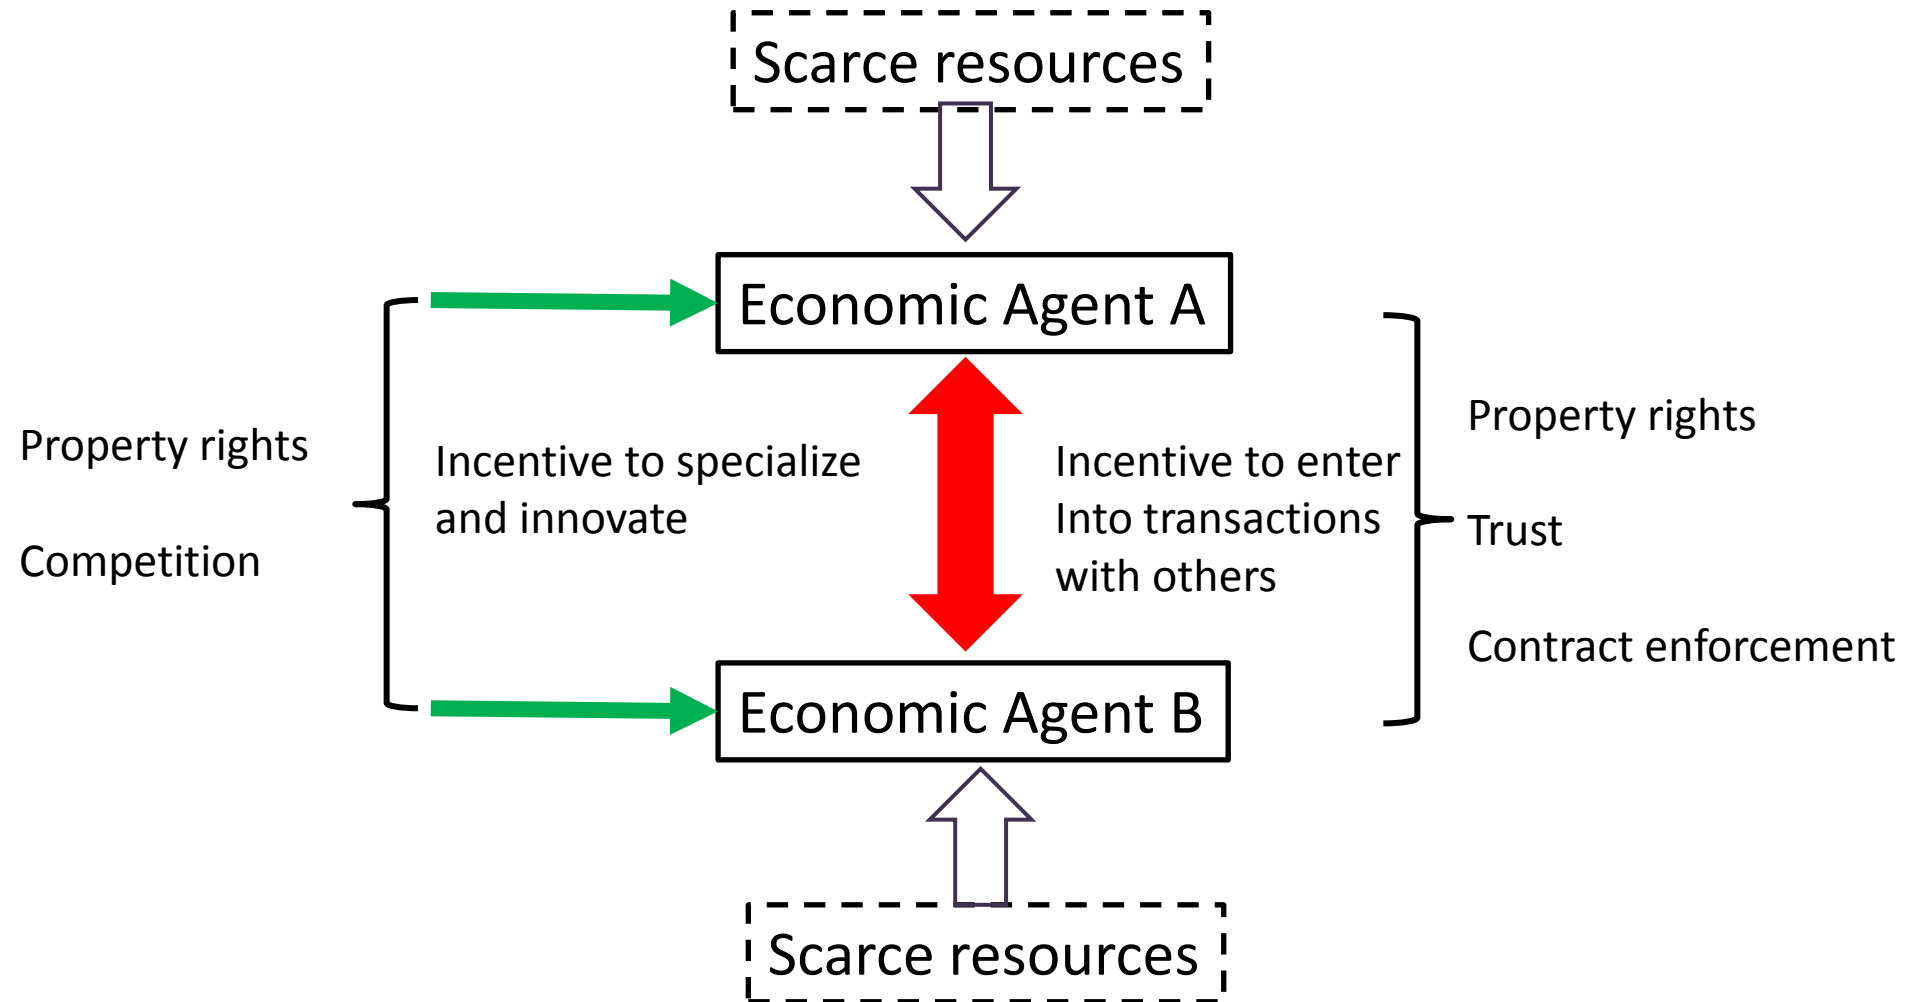 Scarce resources
Economic Agent A
Property rights
Competition
Incentive to specialize
and innovate
Incentive to enter
Into transactions
with others
Property rights
Trust
Contract enforcement
Economic Agent B
Scarce resources